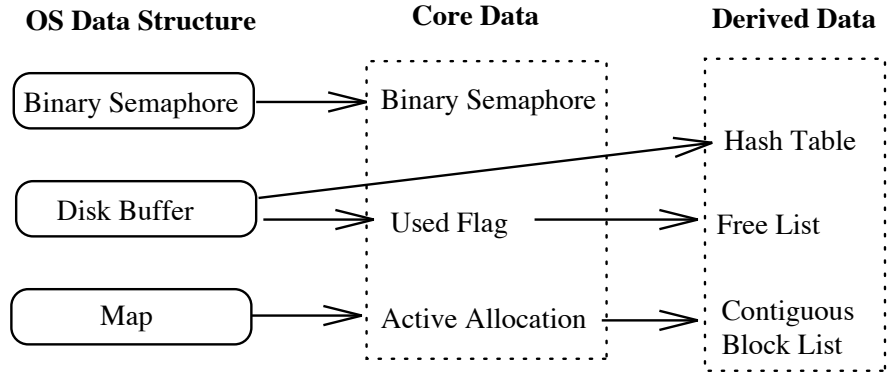 OS Data Structure
Core Data
Derived Data
Binary Semaphore
Binary Semaphore
Hash Table
Disk Buffer
Used Flag
Free List
Map
Active Allocation
Contiguous
Block List